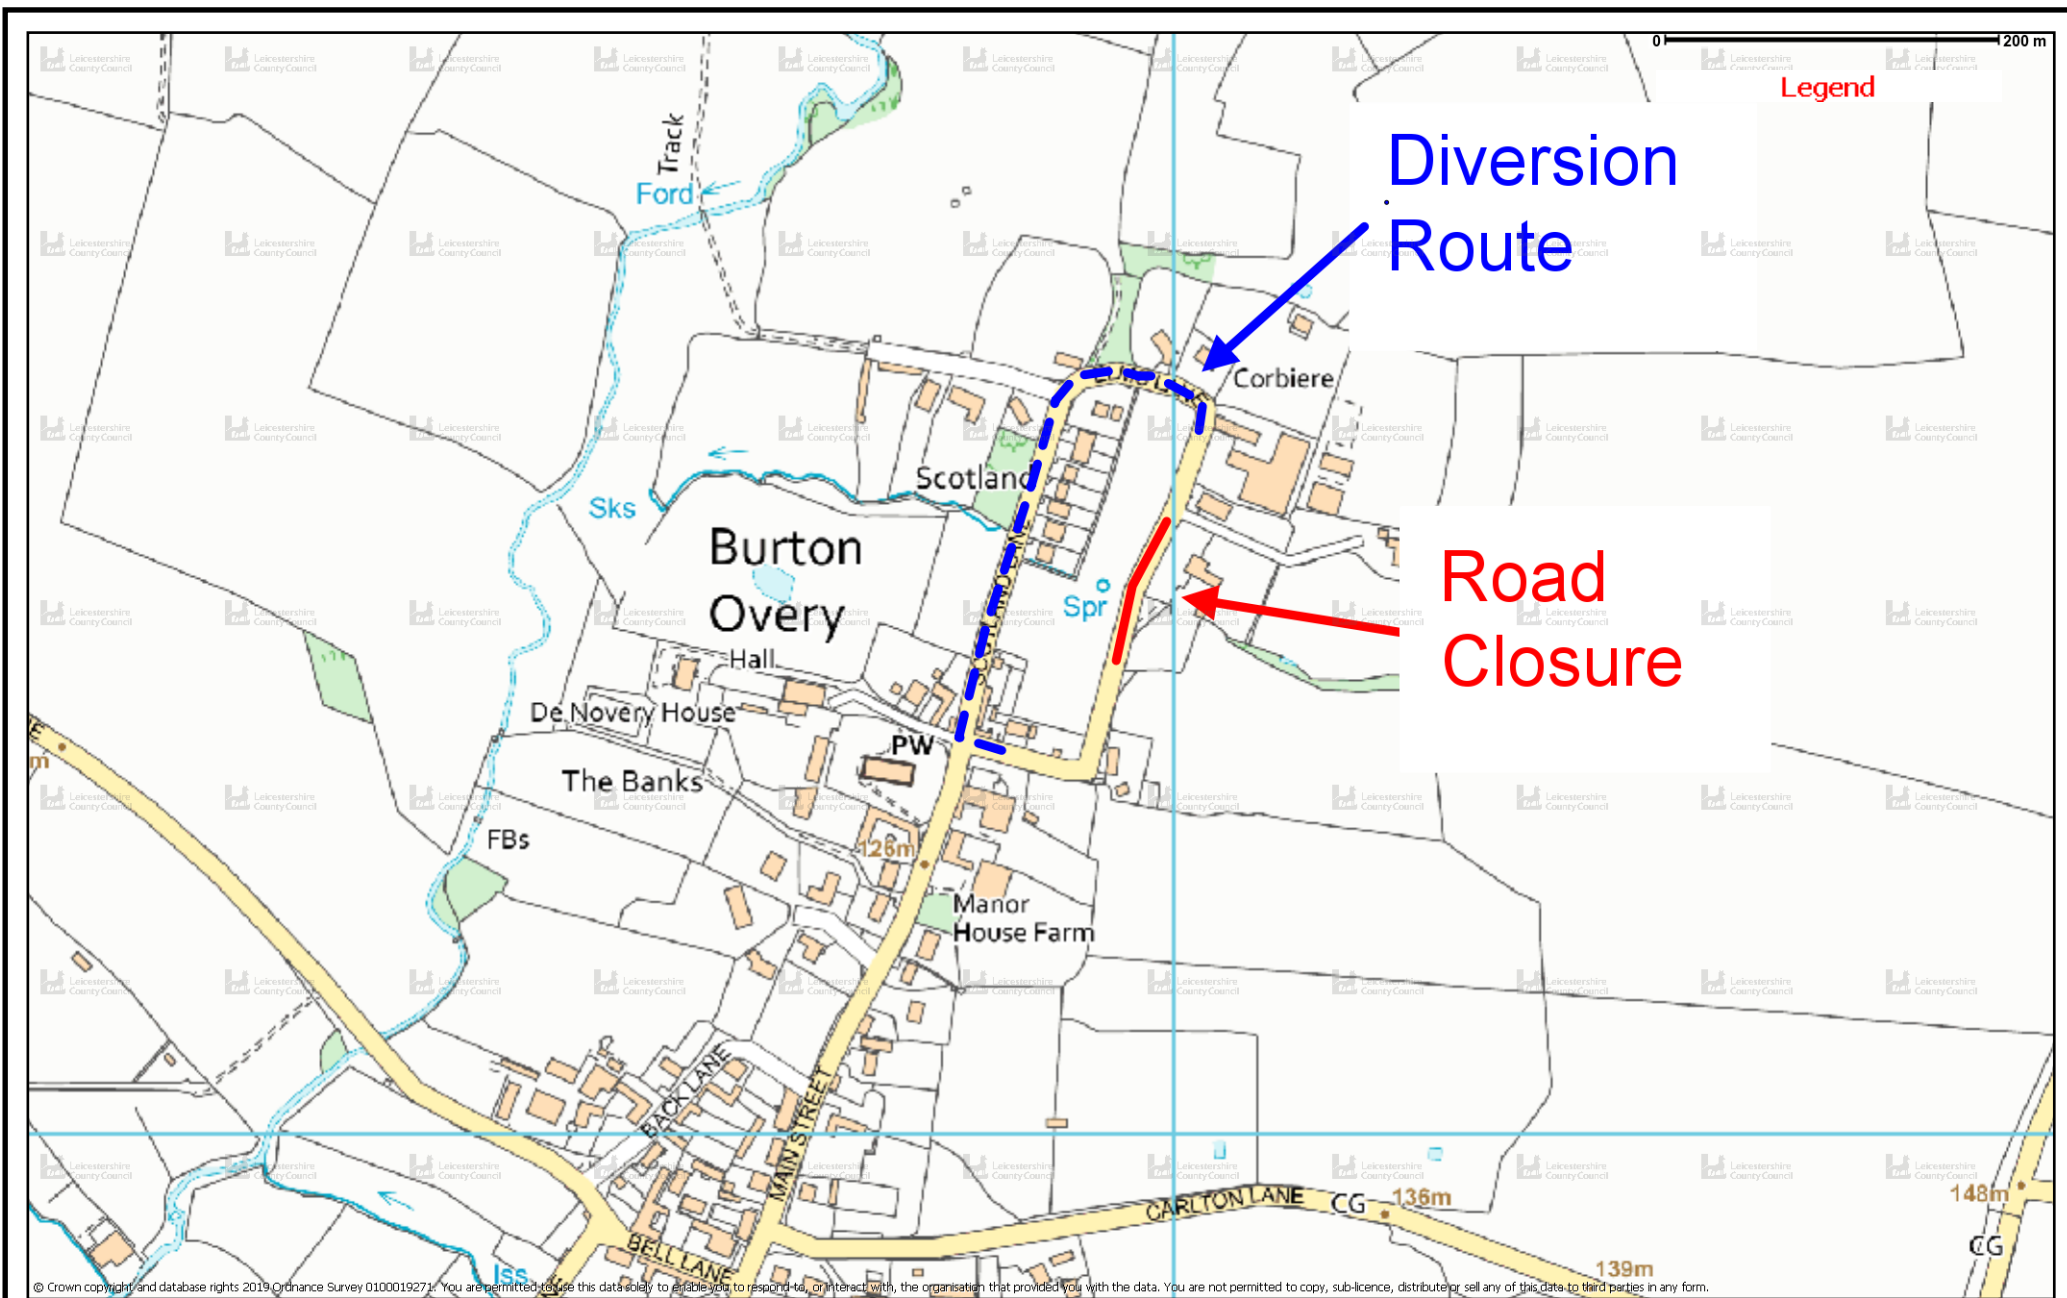 0
200 m
Legend
Diversion
Route
Track
Ford
Corbiere
Scotland
Sks
Burton
Overy
Road
Closure
Spr
SCOTLAND LANE
Hall
De Novery House
PW
The Banks
FBs
126m
Manor
House Farm
BACK LANE
MAIN STREET
CARLTON LANE
CG
136m
148m
CG
139m
BELL LANE
Iss
m
Leicestershire
County Council
© Crown copyright and database rights 2019 Ordnance Survey 0100019271. You are permitted to use this data solely to enable you to respond to, or interact with, the organisation that provided you with the data. You are not permitted to copy, sub-licence, distribute or sell any of this data to third parties in any form.